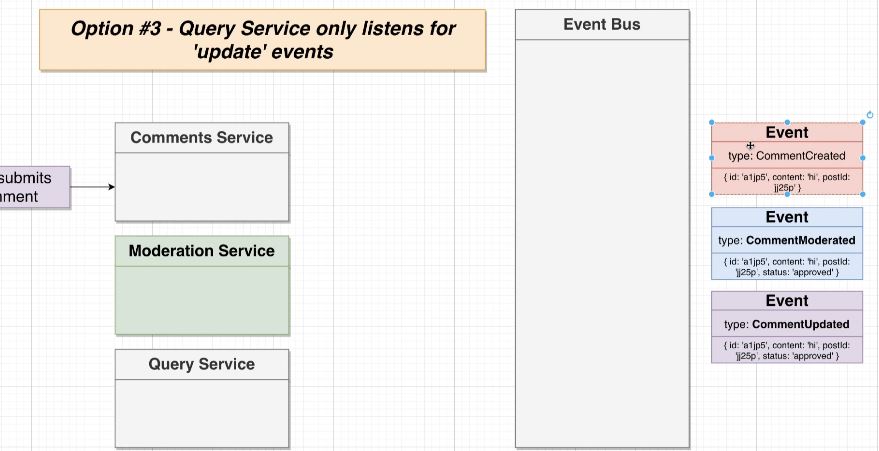 Option #3 - Query Service only listens for
'update' events
Event Bus
Comments Service
submits
Moderation Service
Query Service
Event
type: CommentCreated
{ id: 'a1jp5', content: 'hi', postId:
'jj25p' }
Event
type: CommentModerated
{ id: 'a1jp5', content: 'hi', postId:
'jj25p', status: 'approved' }
Event
type: CommentUpdated
{ id: 'a1jp5', content: 'hi', postId:
'jj25p', status: 'approved' }